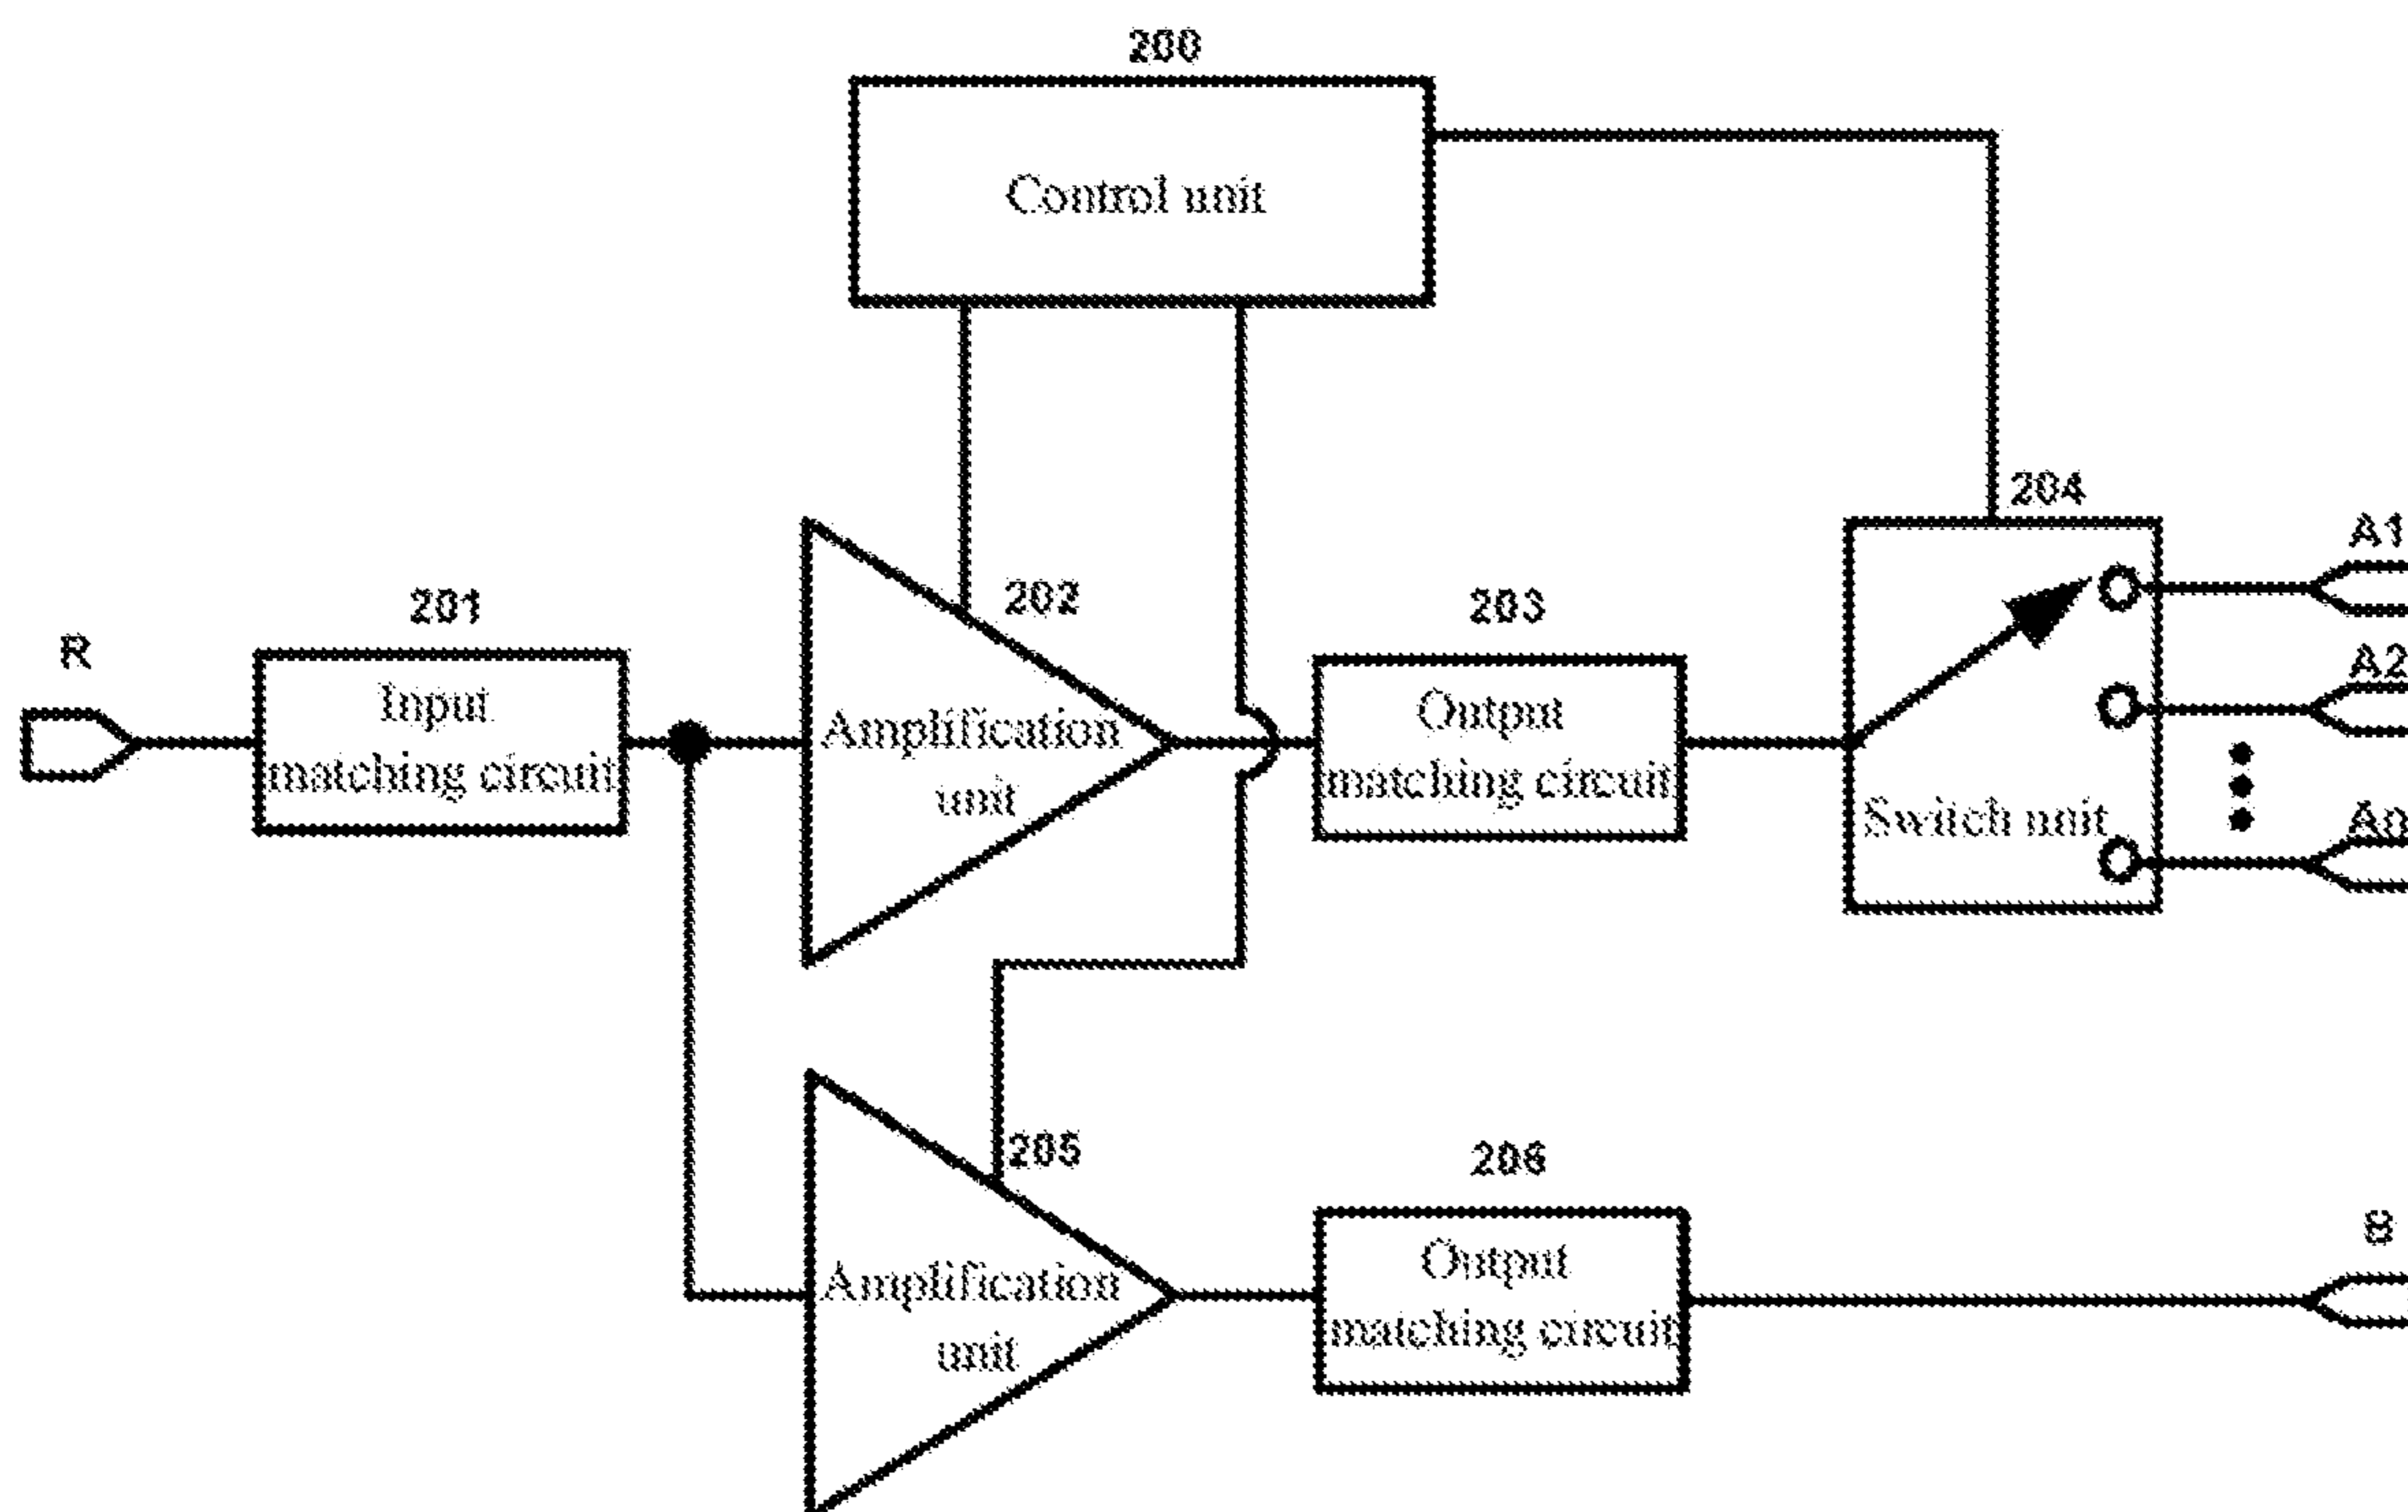 200
Control unit
204
A1
202
201
203
R
A2
Input
matching circuit
Amplification
unit
Output
matching circuit
Switch unit
An
205
206
B
Amplification
unit
Output
matching circuit